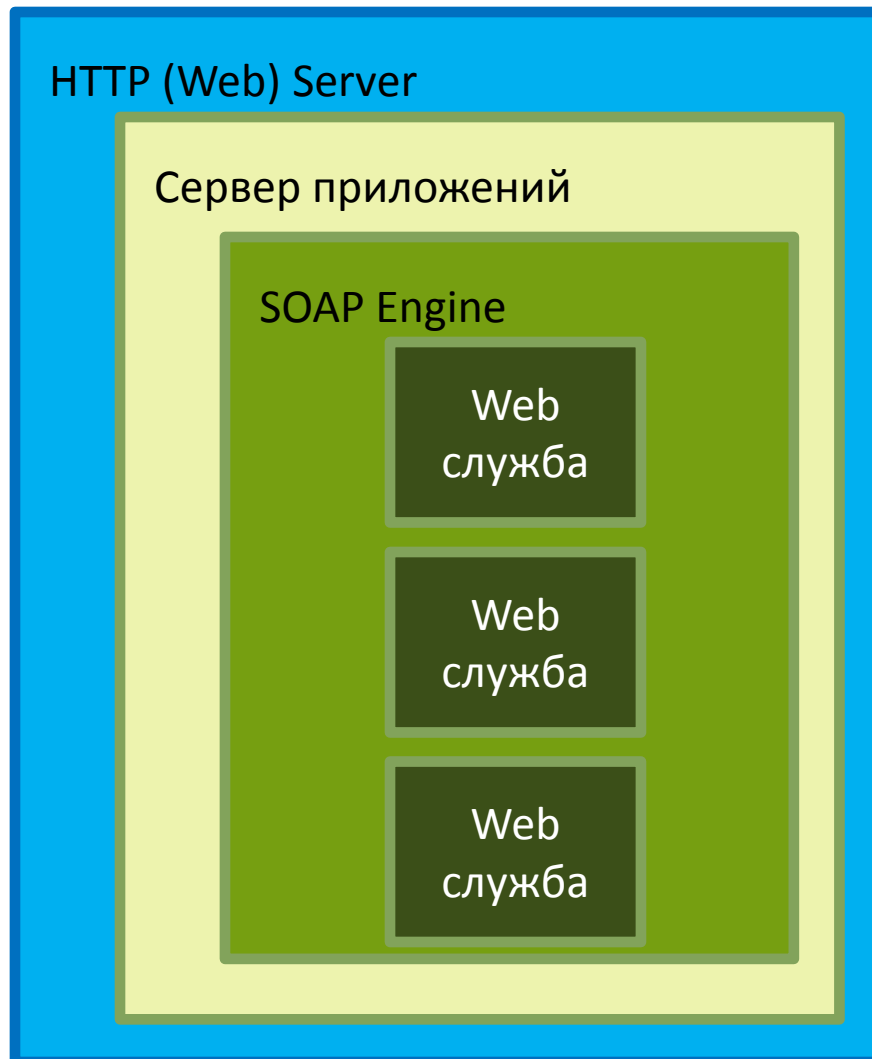 HTTP (Web) Server
Сервер приложений
SOAP Engine
Web
служба
Web
служба
Web
служба